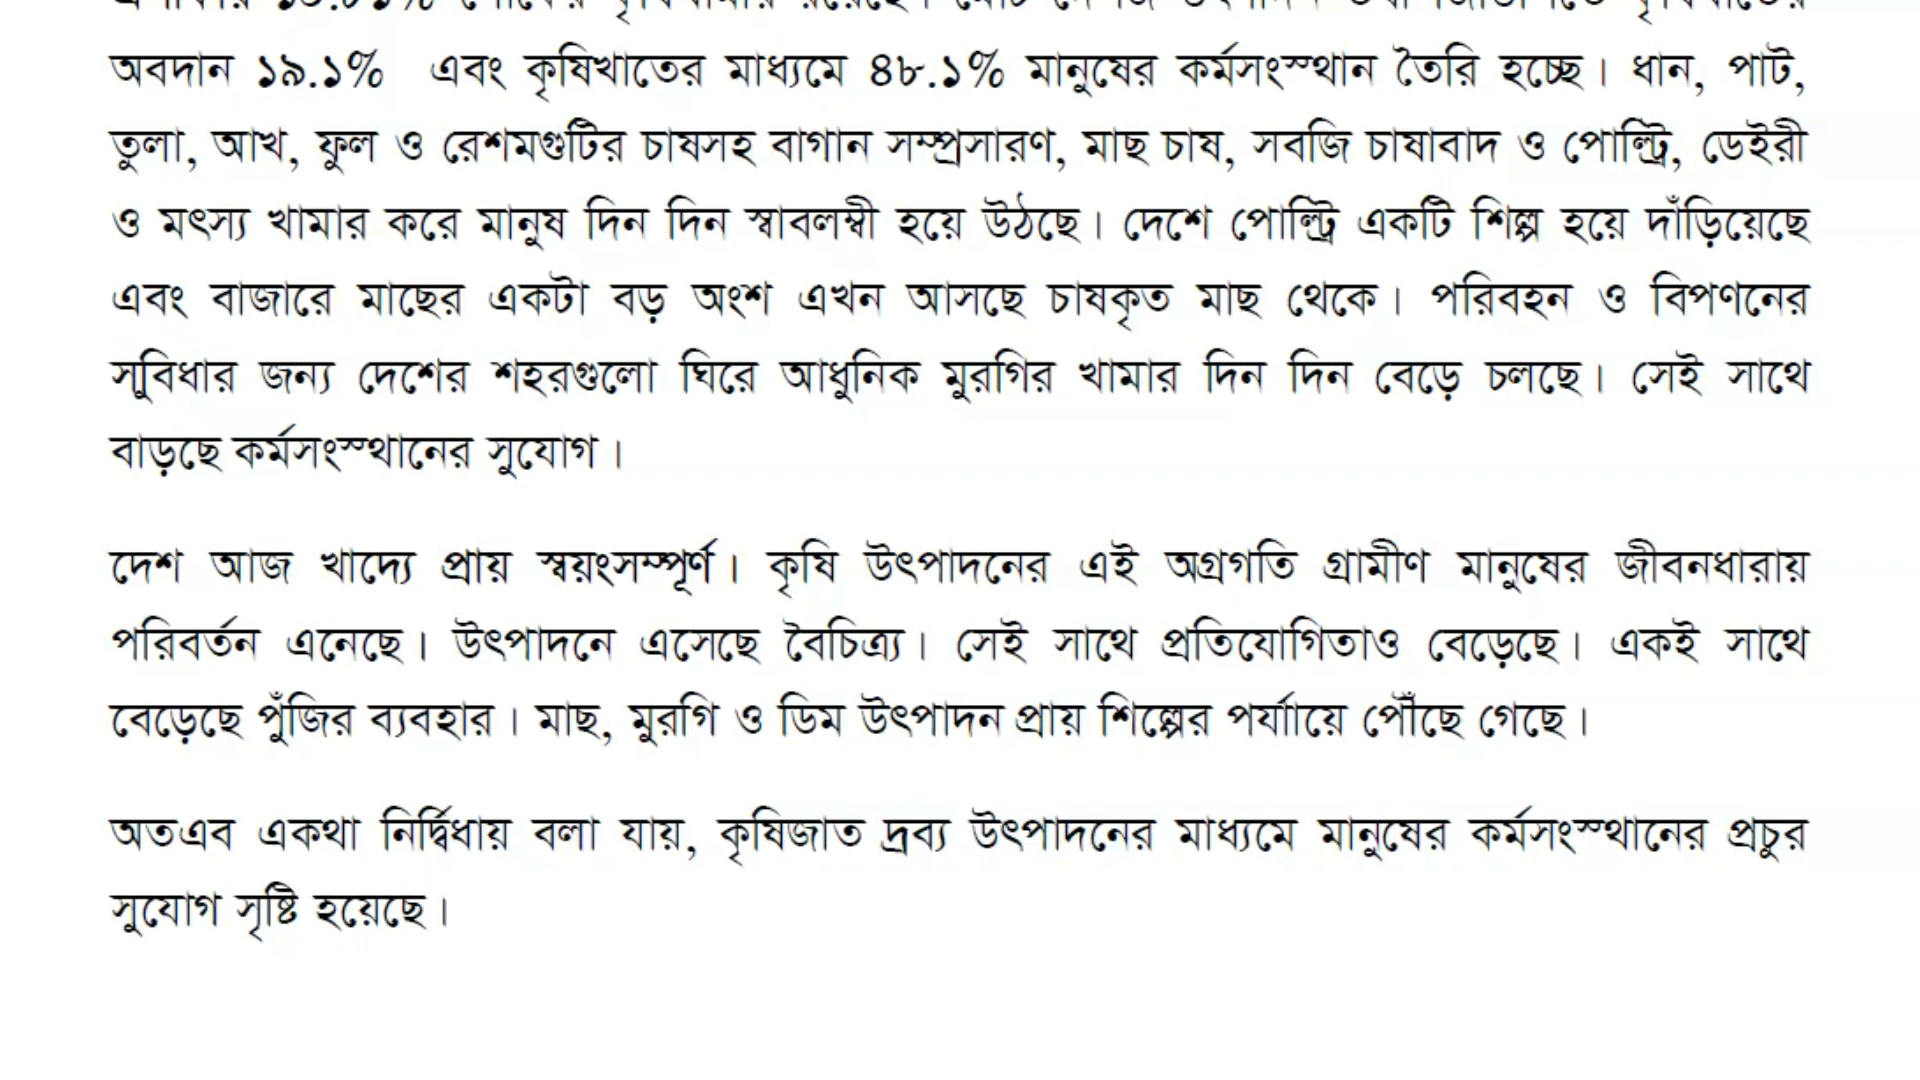 অবদান ১৯.১% এবং কৃষিখাতের মাধ্যমে ৪৮.১% মানুষের কর্মসংস্থান তৈরি হচ্ছে। ধান, পাট,
তুলা, আখ, ফুল ও রেশমগুটির চাষসহ বাগান সম্প্রসারণ, মাছ চাষ, সবজি চাষাবাদ ও পোল্ট্রি, ডেইরী
ও মৎস্য খামার করে মানুষ দিন দিন স্বাবলম্বী হয়ে উঠছে। দেশে পোল্ট্রি একটি শিল্প হয়ে দাঁড়িয়েছে
এবং বাজারে মাছের একটা বড় অংশ এখন আসছে চাষকৃত মাছ থেকে। পরিবহন ও বিপণনের
সুবিধার জন্য দেশের শহরগুলো ঘিরে আধুনিক মুরগির খামার দিন দিন বেড়ে চলছে। সেই সাথে
বাড়ছে কর্মসংস্থানের সুযোগ।
দেশ আজ খাদ্যে প্রায় স্বয়ংসম্পূর্ণ। কৃষি উৎপাদনের এই অগ্রগতি গ্রামীণ মানুষের জীবনধারায়
পরিবর্তন এনেছে। উৎপাদনে এসেছে বৈচিত্র্য। সেই সাথে প্রতিযোগিতাও বেড়েছে। একই সাথে
বেড়েছে পুঁজির ব্যবহার। মাছ, মুরগি ও ডিম উৎপাদন প্রায় শিল্পের পর্যায়ে পৌঁছে গেছে।
অতএব একথা নির্দ্বিধায় বলা যায়, কৃষিজাত দ্রব্য উৎপাদনের মাধ্যমে মানুষের কর্মসংস্থানের প্রচুর
সুযোগ সৃষ্টি হয়েছে।